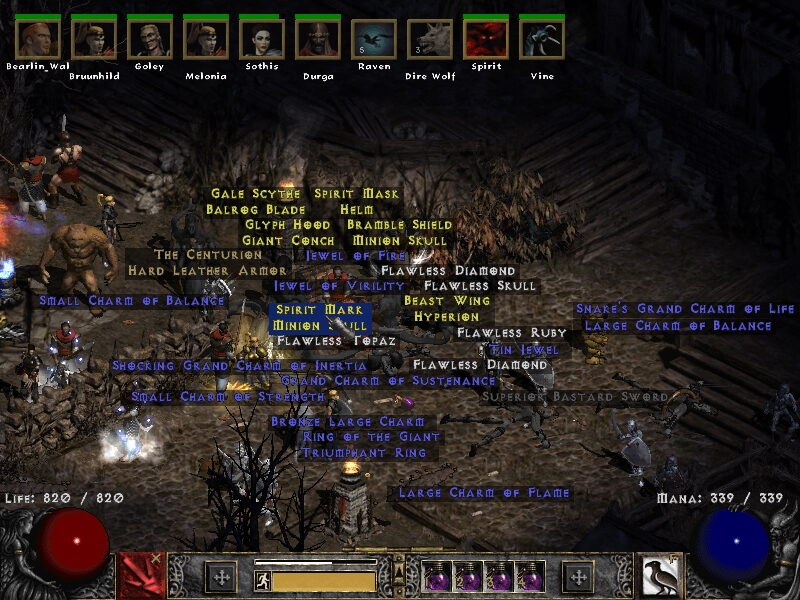 Bearlin_Wal
Bruunhild
Goley
Melonia
Sothis
Durga
5
Raven
3
Dire Wolf
Spirit
Vine
Gale Scythe Spirit Mask
Balrog Blade Helm
Glyph Hood Bramble Shield
Giant Conch Minion Skull
The Centurion Jewel of Fire
Hard Leather Armor Flawless Diamond
Jewel of Virility Flawless Skull
Small Charm of Balance Beast Wing
Spirit Mark Hyperion Snake's Grand Charm of Life
Minion Skull Large Charm of Balance
Flawless Topaz Flawless Ruby
Tin Jewel
Shocking Grand Charm of Inertia Flawless Diamond
Grand Charm of Sustenance
Small Charm of Strength Superior Bastard Sword
Bronze Large Charm
Ring of the Giant
Triumphant Ring
Large Charm of Flame
Life: 820 / 820 Mana: 339 / 339